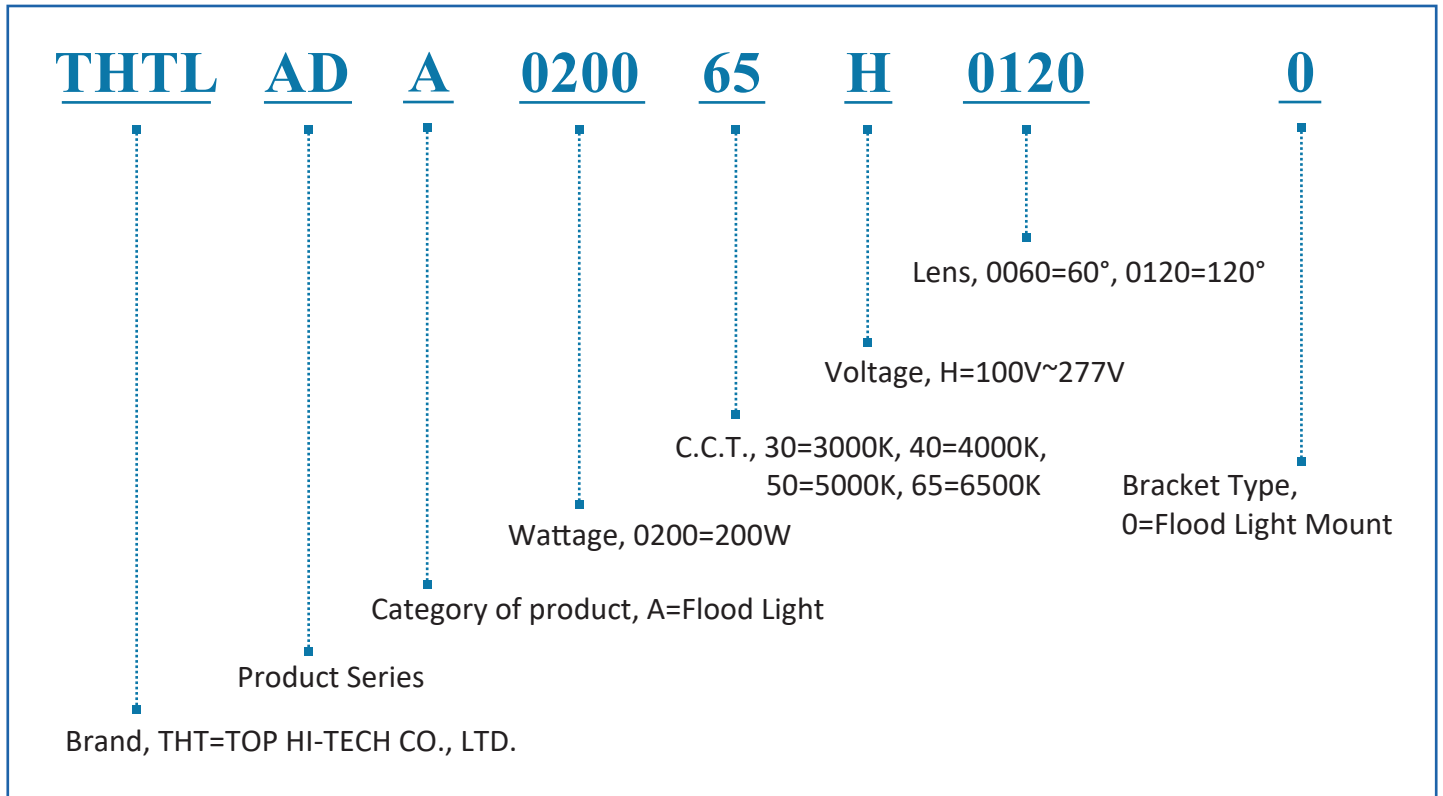 THTL AD A 0200 65 H 0120 0
Lens, 0060=60°, 0120=120°
Voltage, H=100V~277V
C.C.T., 30=3000K, 40=4000K,
50=5000K, 65=6500K
Bracket Type,
0=Flood Light Mount
Wattage, 0200=200W
Category of product, A=Flood Light
Product Series
Brand, THT=TOP HI-TECH CO., LTD.